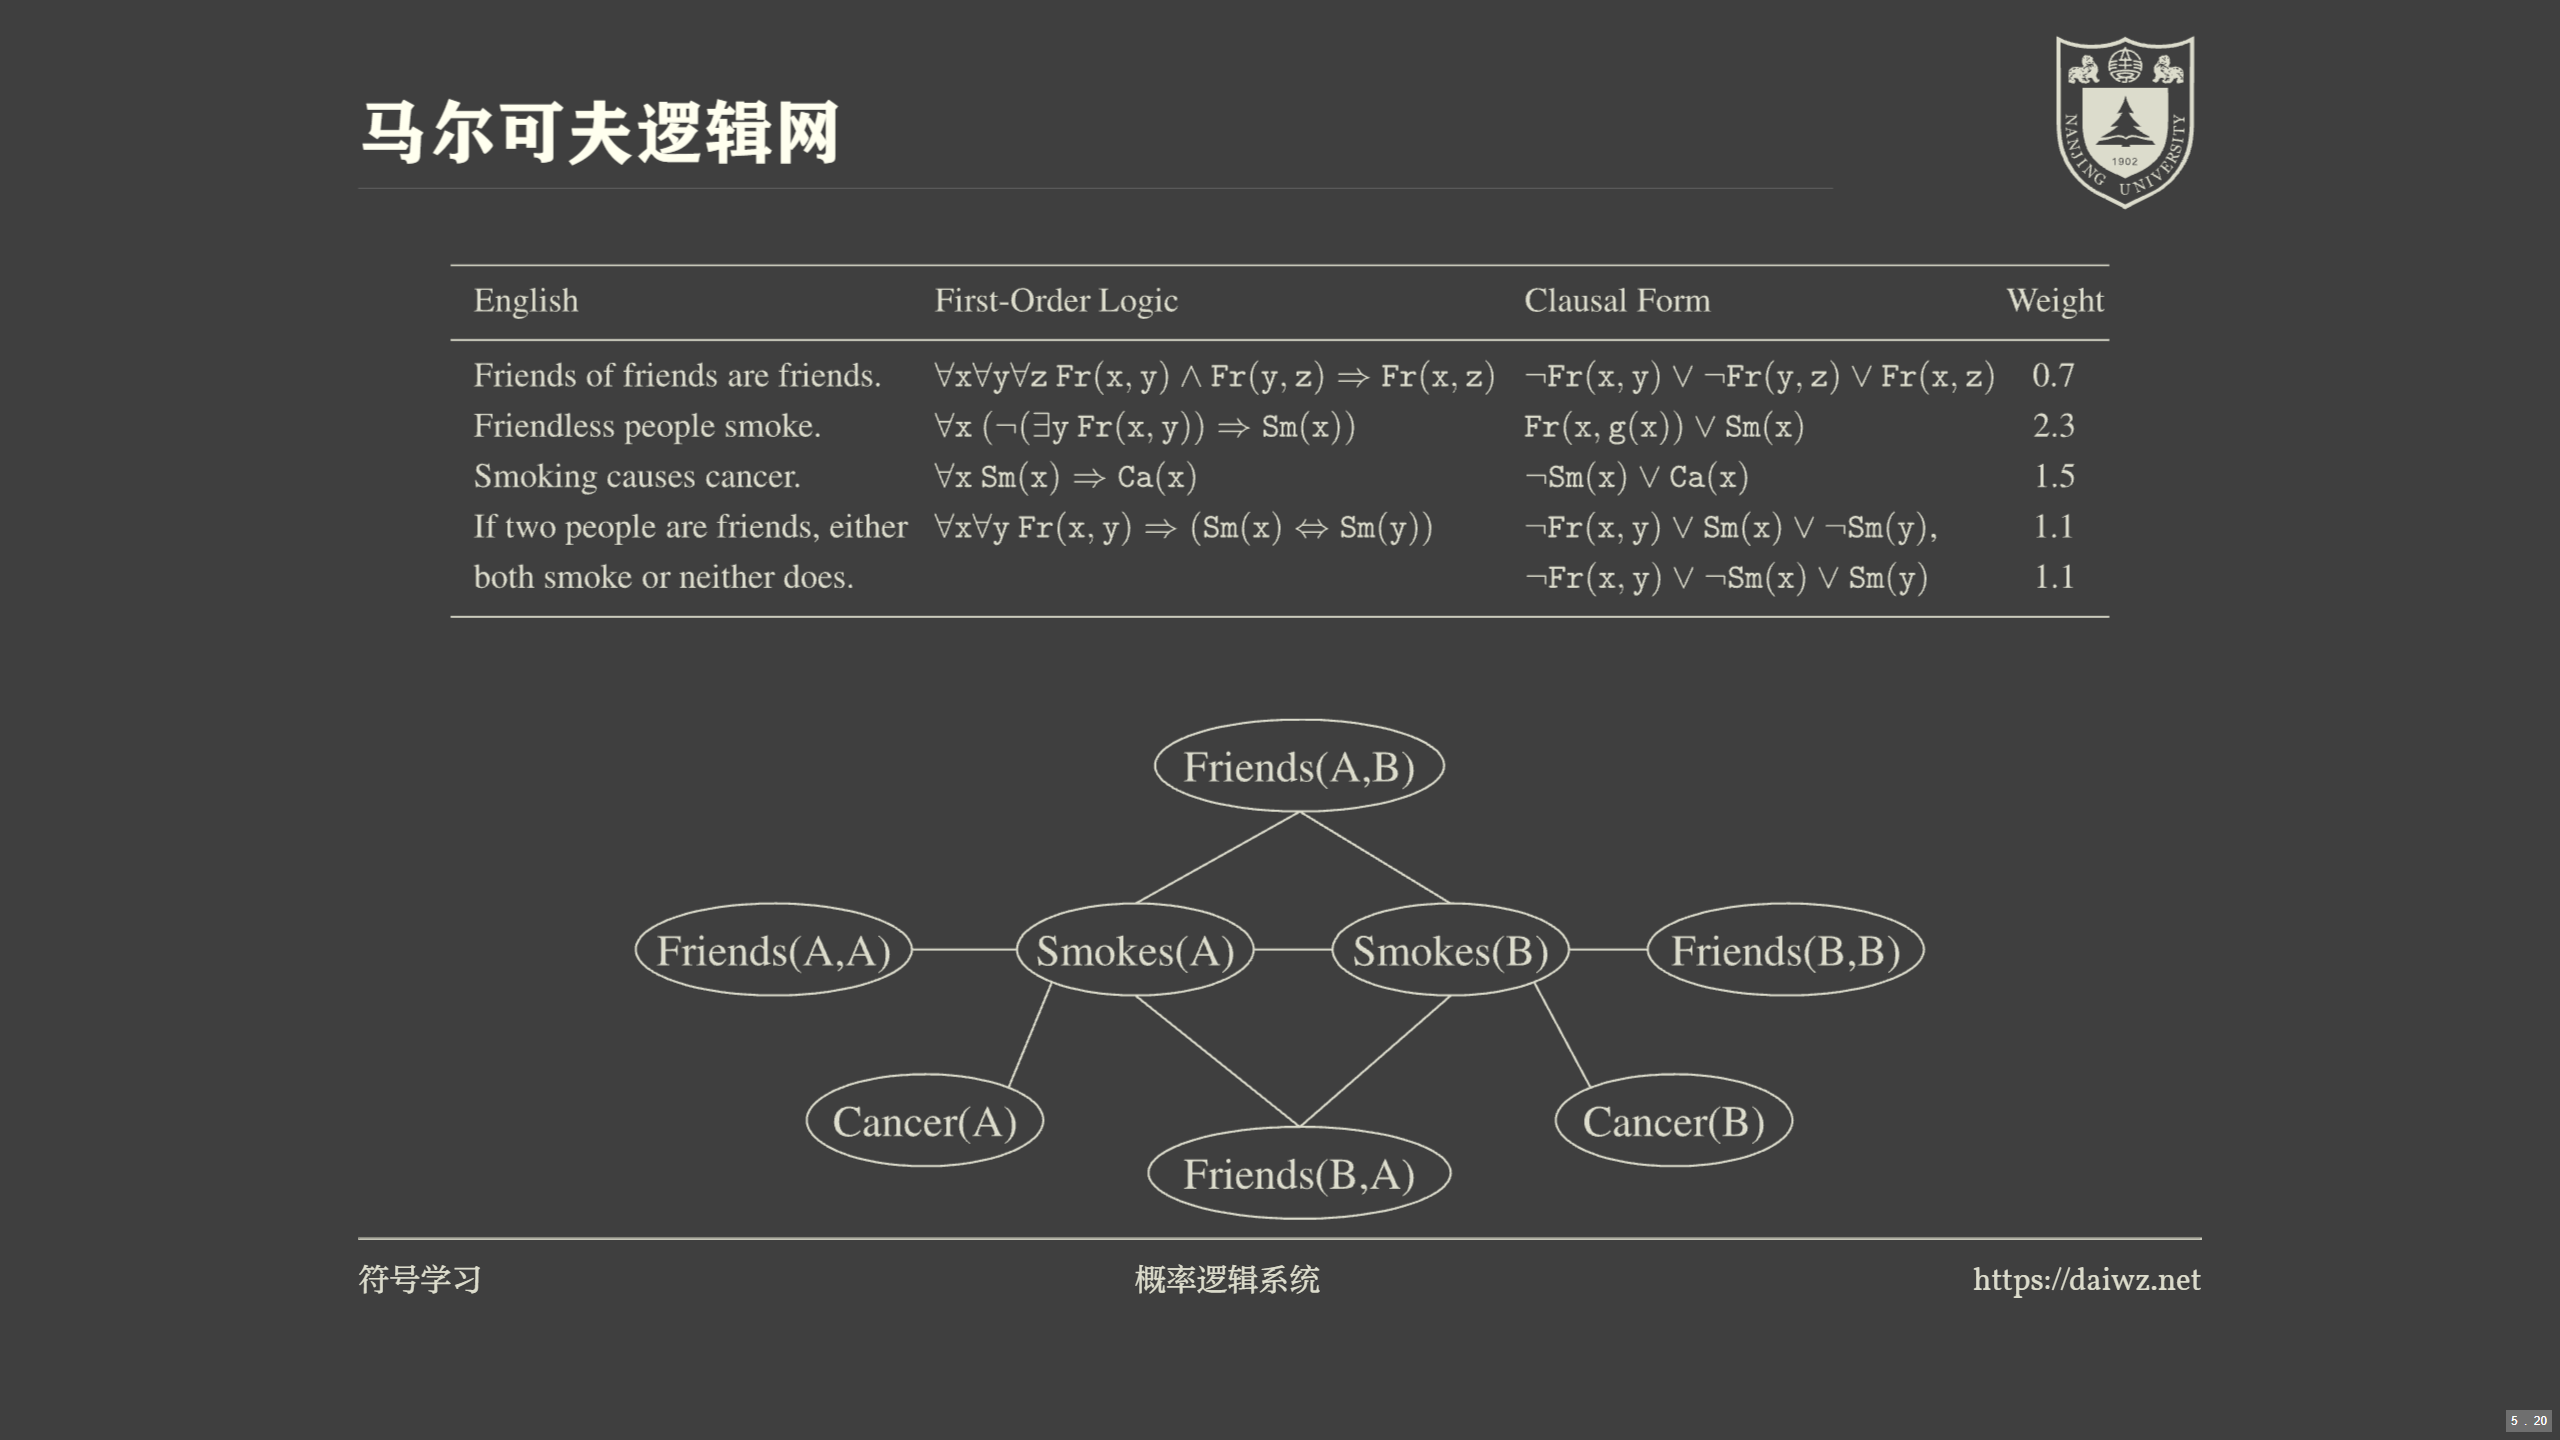 马尔可夫逻辑网
NANJING UNIVERSITY
1902
English First-Order Logic Clausal Form Weight
Friends of friends are friends. ∀x∀y∀z Fr(x, y) ∧ Fr(y, z) ⇒ Fr(x, z) ¬Fr(x, y) ∨ ¬Fr(y, z) ∨ Fr(x, z) 0.7
Friendless people smoke. ∀x (¬(∃y Fr(x, y)) ⇒ Sm(x)) Fr(x, g(x)) ∨ Sm(x) 2.3
Smoking causes cancer. ∀x Sm(x) ⇒ Ca(x) ¬Sm(x) ∨ Ca(x) 1.5
If two people are friends, either ∀x∀y Fr(x, y) ⇒ (Sm(x) ⇔ Sm(y)) ¬Fr(x, y) ∨ Sm(x) ∨ ¬Sm(y), 1.1
both smoke or neither does. ¬Fr(x, y) ∨ ¬Sm(x) ∨ Sm(y) 1.1
Friends(A,B)
Friends(A,A) Smokes(A) Smokes(B) Friends(B,B)
Cancer(A) Cancer(B)
Friends(B,A)
符号学习 概率逻辑系统 https://daiwz.net
5 . 20